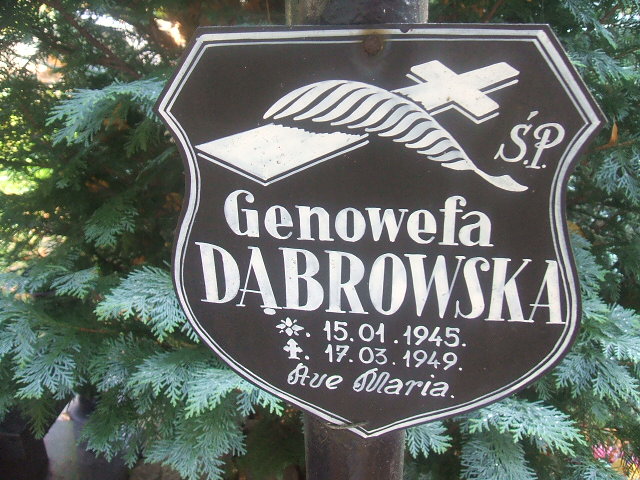 Ś.P.
Genowefa
DĄBROWSKA
*. 15.01.1945.
✝. 17.03.1949.
Ave Maria.